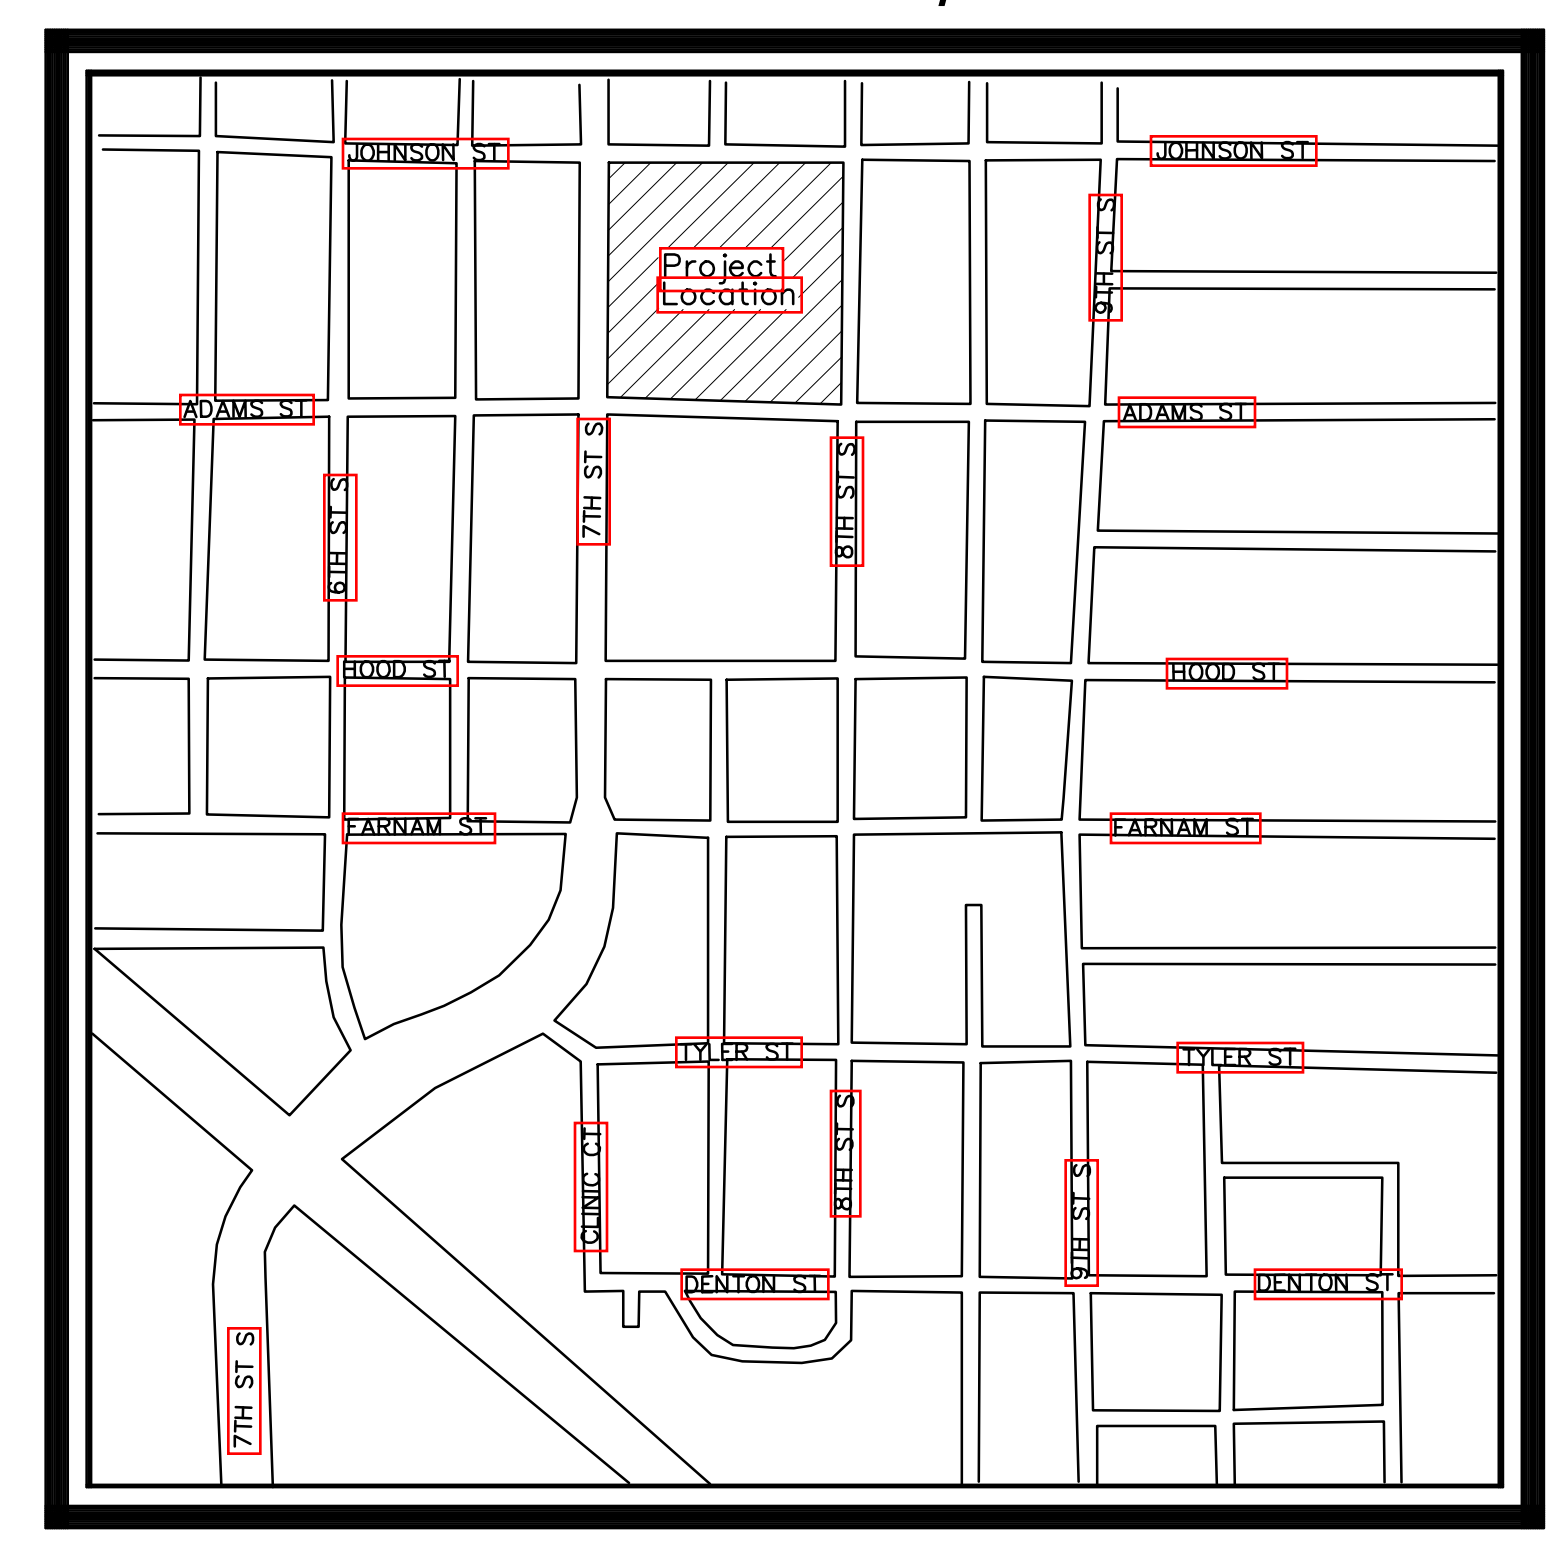 JOHNSON ST
JOHNSON ST
9TH ST S
Project
Location
ADAMS ST
ADAMS ST
7TH ST S
8TH ST S
6TH ST S
HOOD ST
HOOD ST
FARNAM ST
FARNAM ST
TYLER ST
TYLER ST
8TH ST S
CLINIC CT
9TH ST S
DENTON ST
DENTON ST
7TH ST S